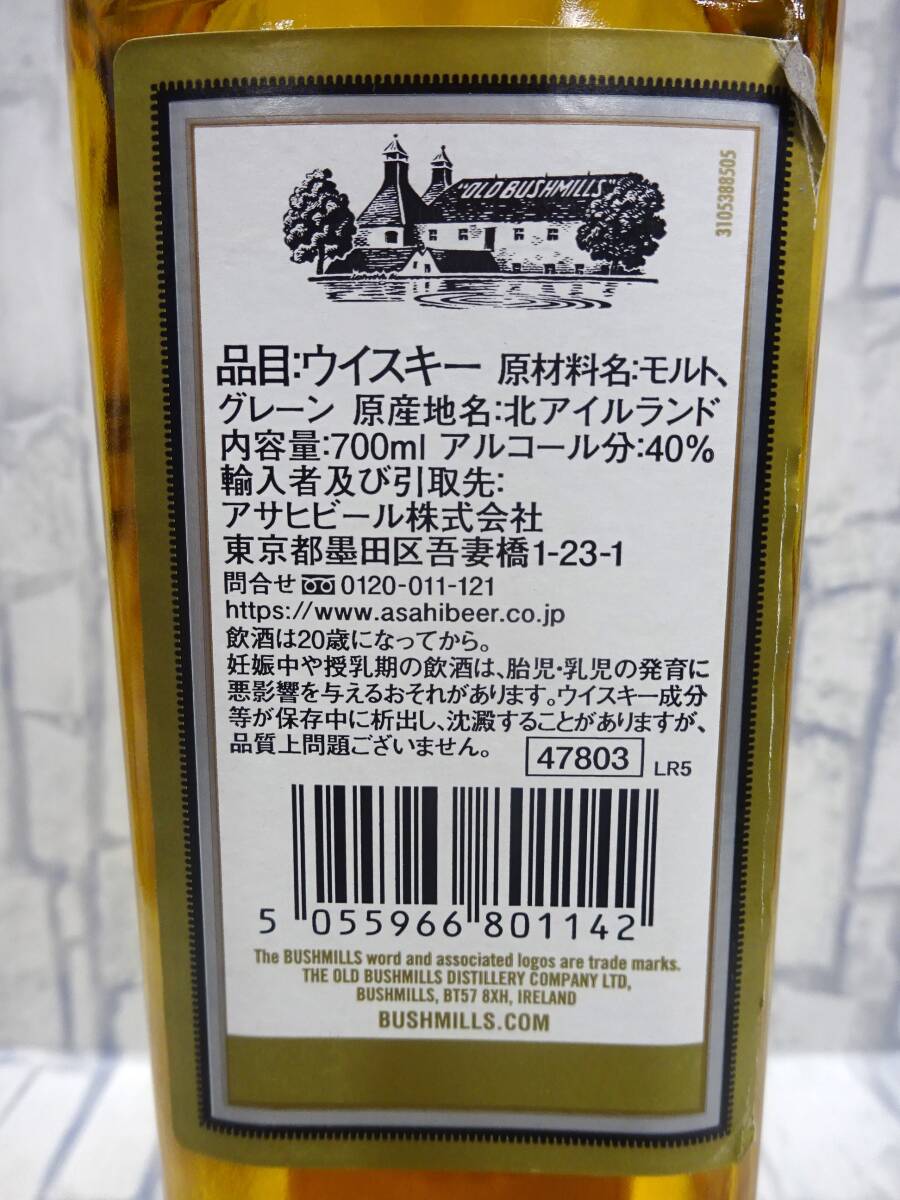 "OLD BUSHMILLS"
3105388505
品目:ウイスキー 原材料名:モルト、
グレーン 原産地名:北アイルランド
内容量:700ml アルコール分:40%
輸入者及び引取先:
アサヒビール株式会社
東京都墨田区吾妻橋1-23-1
問合せ 0120-011-121
https://www.asahibeer.co.jp
飲酒は20歳になってから。
妊娠中や授乳期の飲酒は、胎児・乳児の発育に
悪影響を与えるおそれがあります。ウイスキー成分
等が保存中に析出し、沈澱することがありますが、
品質上問題ございません。
47803 LR5
5 055966 801142
The BUSHMILLS word and associated logos are trade marks.
THE OLD BUSHMILLS DISTILLERY COMPANY LTD,
BUSHMILLS, BT57 8XH, IRELAND
BUSHMILLS.COM